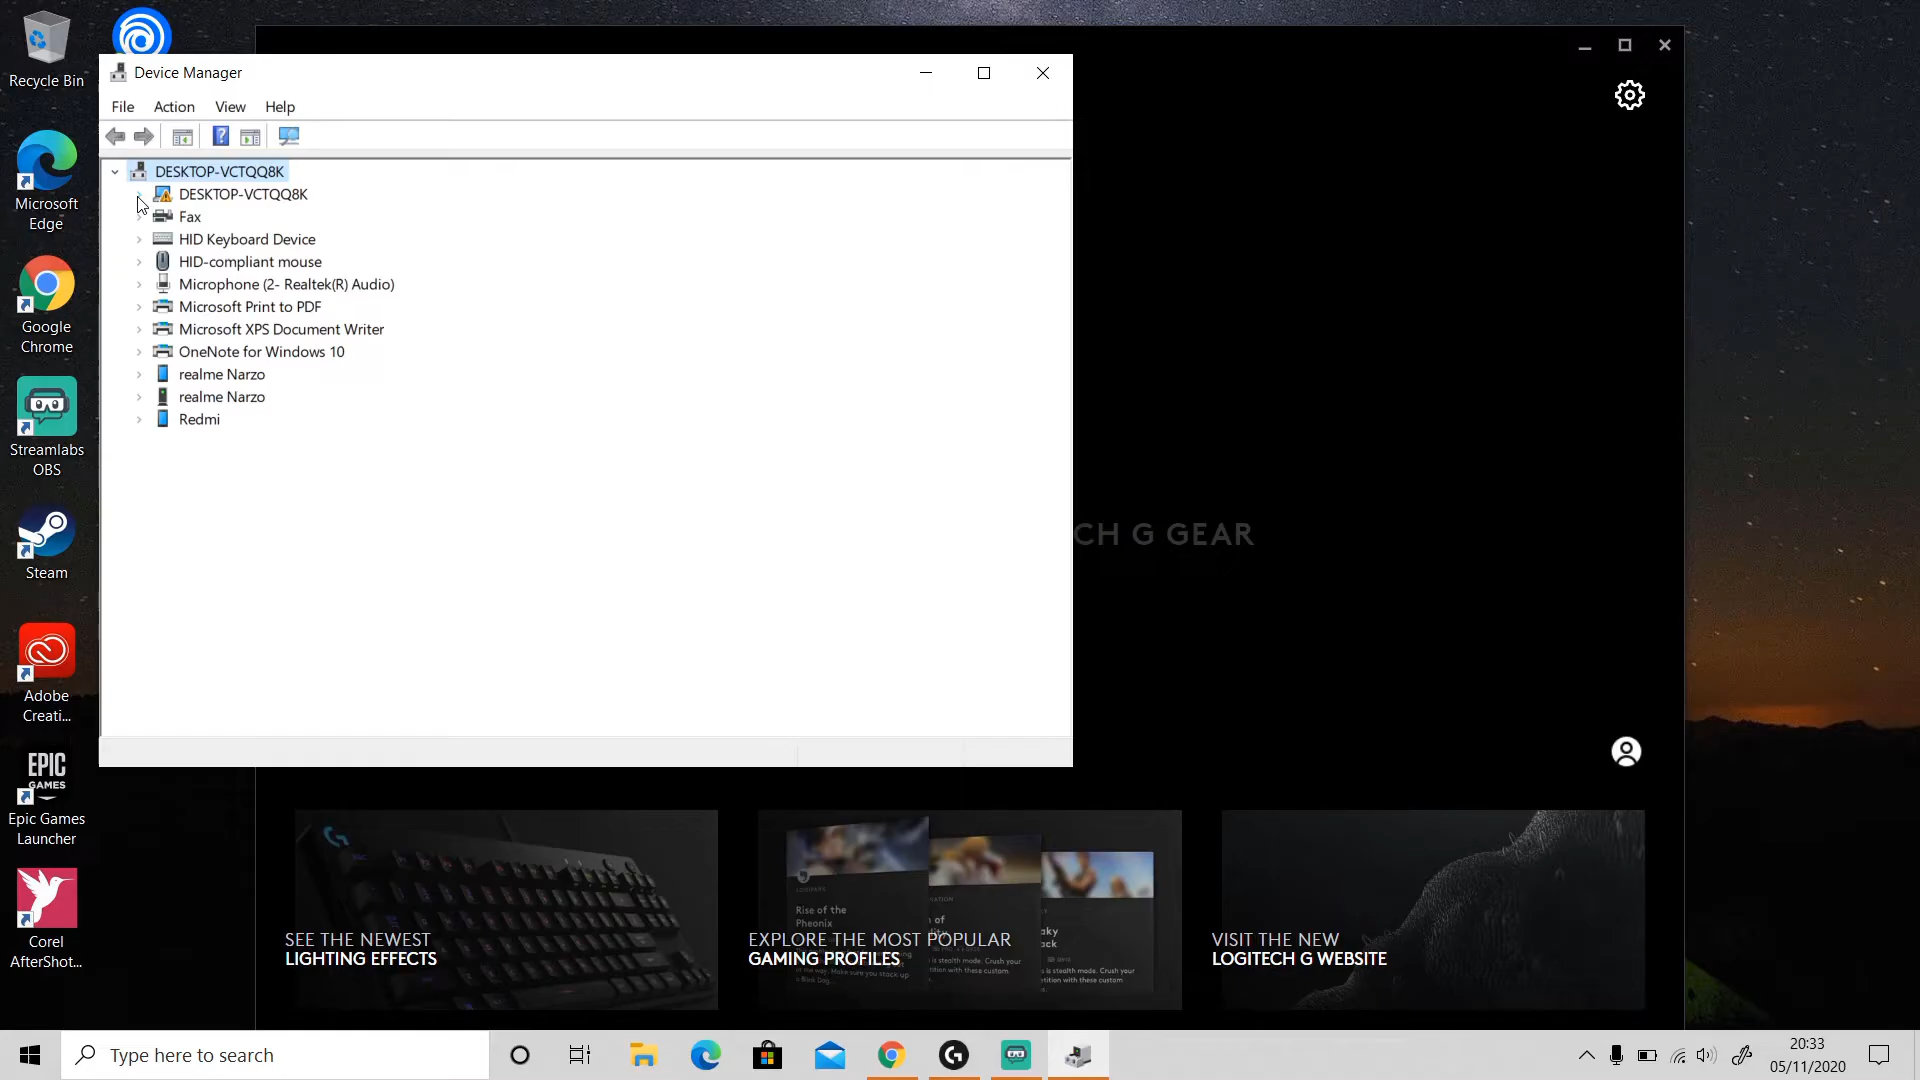 Recycle Bin
Microsoft
Edge
Google
Chrome
Streamlabs
OBS
Steam
Adobe
Creati...
EPIC
GAMES
Epic Games
Launcher
Corel
AfterShot...
Device Manager
File Action View Help
DESKTOP-VCTQQ8K
DESKTOP-VCTQQ8K
Fax
HID Keyboard Device
HID-compliant mouse
Microphone (2- Realtek(R) Audio)
Microsoft Print to PDF
Microsoft XPS Document Writer
OneNote for Windows 10
realme Narzo
realme Narzo
Redmi
CH G GEAR
SEE THE NEWEST
LIGHTING EFFECTS
Rise of the
Pheonix
EXPLORE THE MOST POPULAR
GAMING PROFILES
VISIT THE NEW
LOGITECH G WEBSITE
Type here to search
20:33
05/11/2020